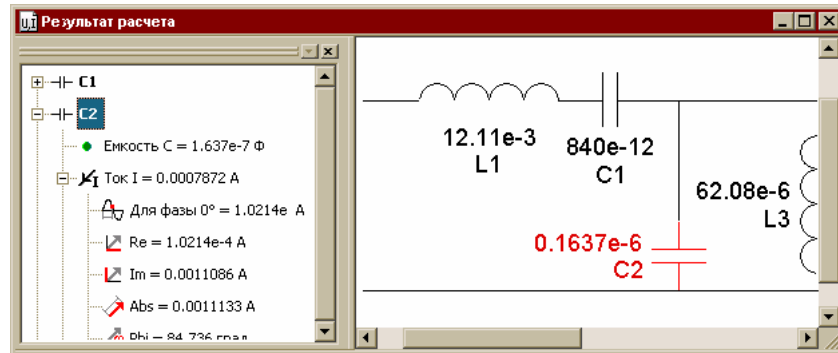 Результат расчета
C1
C2
Емкость C = 1.637e-7 Ф
Ток I = 0.0007872 А
Для фазы 0° = 1.0214e А
Re = 1.0214e-4 А
Im = 0.0011086 А
Abs = 0.0011133 А
Phi = 84.736 град
12.11e-3
L1
840e-12
C1
62.08e-6
L3
0.1637e-6
C2